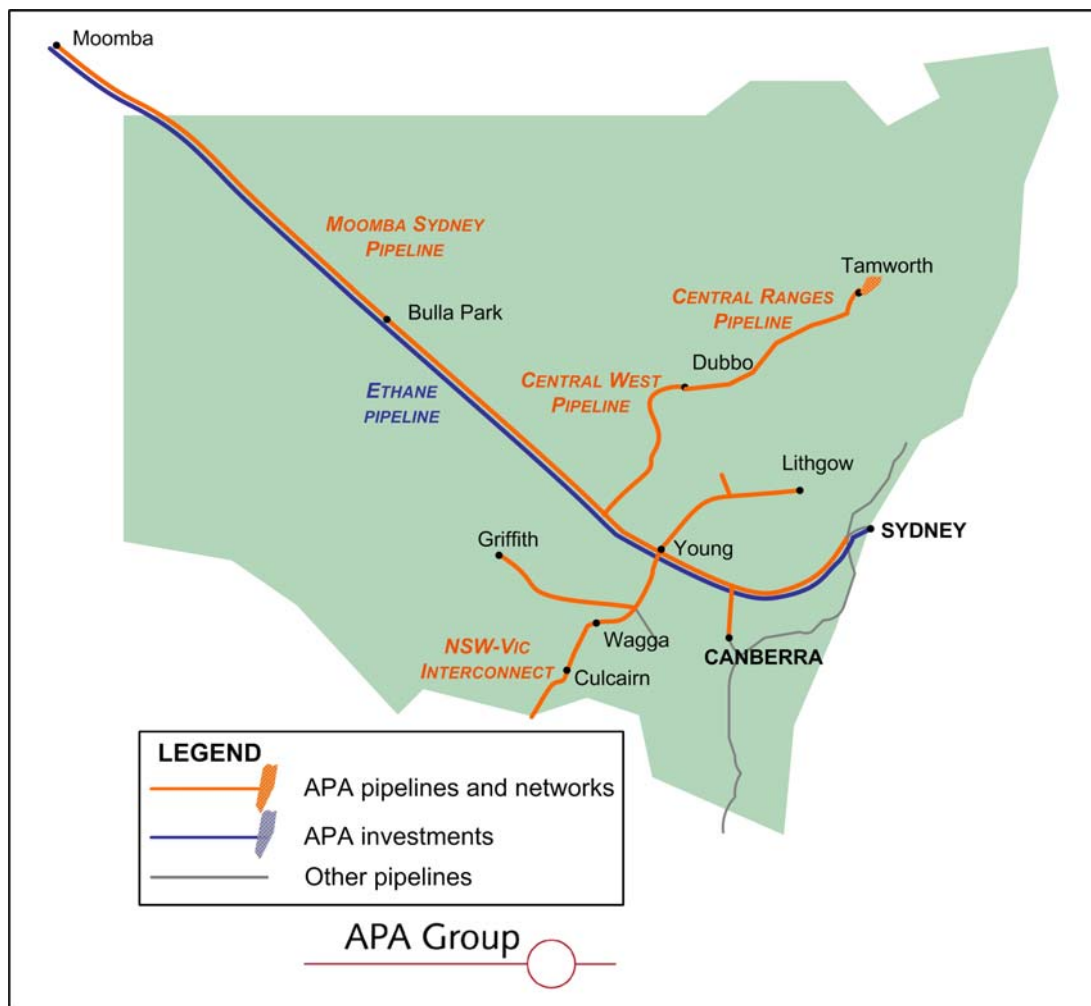 Moomba
MOOMBA SYDNEY
PIPELINE
Tamworth
CENTRAL RANGES
PIPELINE
Bulla Park
Dubbo
CENTRAL WEST
PIPELINE
ETHANE
PIPELINE
Lithgow
SYDNEY
Griffith
Young
Wagga
CANBERRA
NSW-VIC
INTERCONNECT
Culcairn
LEGEND
APA pipelines and networks
APA investments
Other pipelines
APA Group